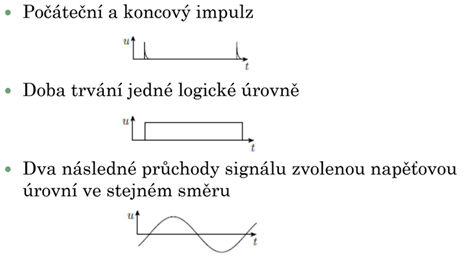 • Počáteční a koncový impulz
u
t
• Doba trvání jedné logické úrovně
u
t
• Dva následné průchody signálu zvolenou napěťovou
úrovní ve stejném směru
u
t